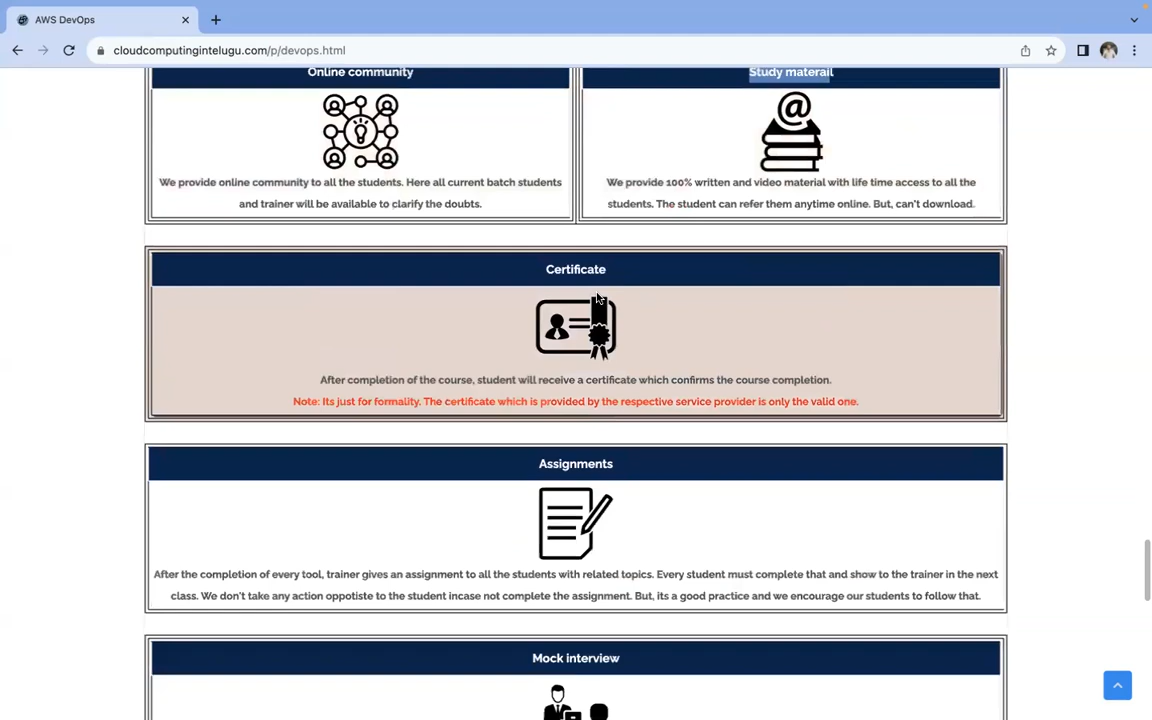 AWS DevOps
cloudcomputingintelugu.com/p/devops.html
Online community
Study materail
@
We provide online community to all the students. Here all current batch students
and trainer will be available to clarify the doubts.
We provide 100% written and video material with life time access to all the
students. The student can refer them anytime online. But, can't download.
Certificate
After completion of the course, student will receive a certificate which confirms the course completion.
Note: Its just for formality. The certificate which is provided by the respective service provider is only the valid one.
Assignments
After the completion of every tool, trainer gives an assignment to all the students with related topics. Every student must complete that and show to the trainer in the next
class. We don't take any action oppotiste to the student incase not complete the assignment. But, its a good practice and we encourage our students to follow that.
Mock interview